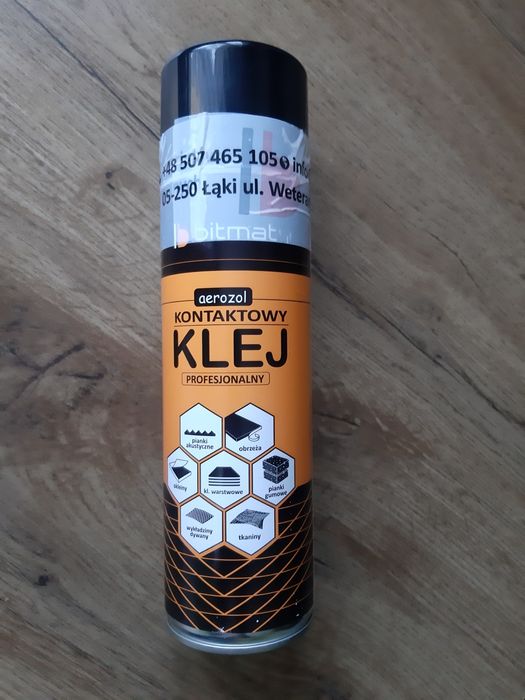 +48 507 465 105 info
05-250 Łąki ul. Weteran
bitmat
aerozol
KONTAKTOWY
KLEJ
PROFESJONALNY
pianki
akustyczne
obrzeża
okleiny
kl. warstwowe
pianki
gumowe
wykładziny
dywany
tkaniny